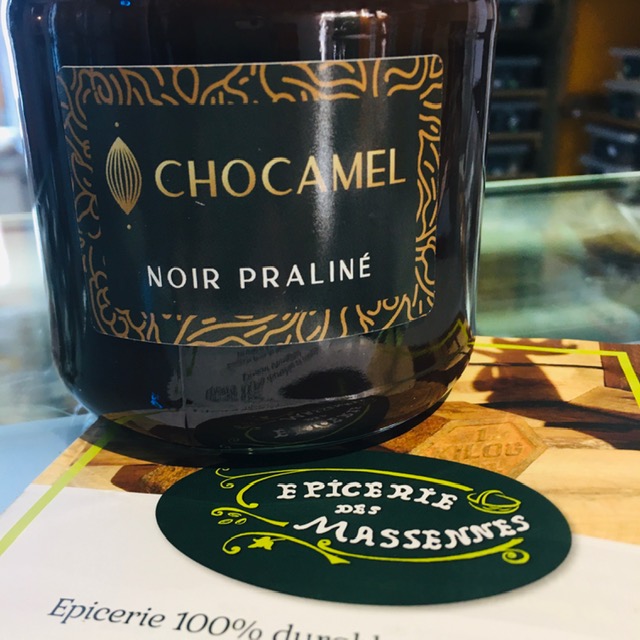 CHOCAMEL
NOIR PRALINÉ
EPICERIE
DES
MASSENNES
Epicerie 100%